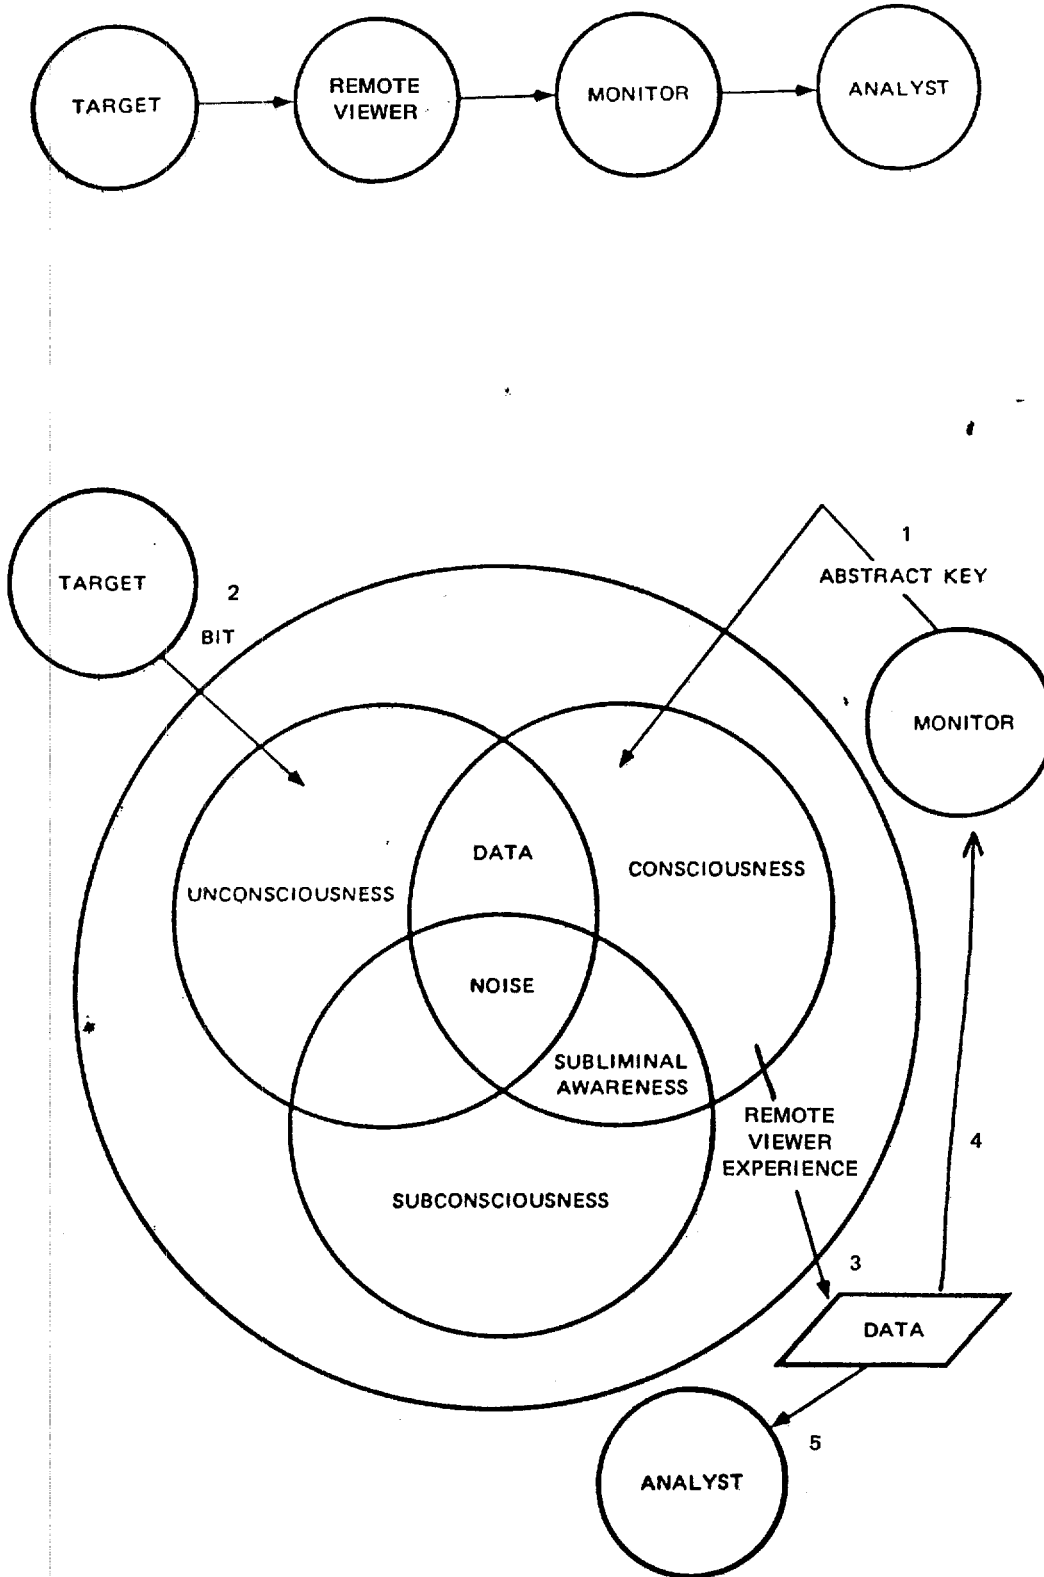 TARGET
REMOTE
VIEWER
MONITOR
ANALYST
TARGET
2
BIT
1
ABSTRACT KEY
MONITOR
DATA
UNCONSCIOUSNESS
CONSCIOUSNESS
NOISE
SUBLIMINAL
AWARENESS
REMOTE
VIEWER
EXPERIENCE
4
SUBCONSCIOUSNESS
3
DATA
5
ANALYST